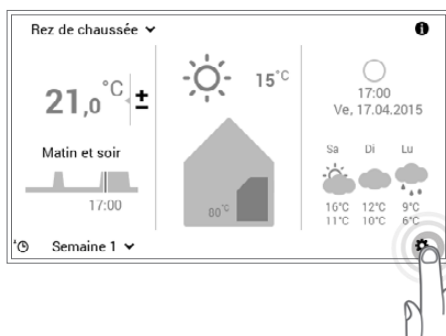 Rez de chaussée
21,0 °C ±
Matin et soir
17:00
Semaine 1
15°C
80°C
17:00
Ve, 17.04.2015
Sa Di Lu
16°C 12°C 9°C
11°C 10°C 6°C